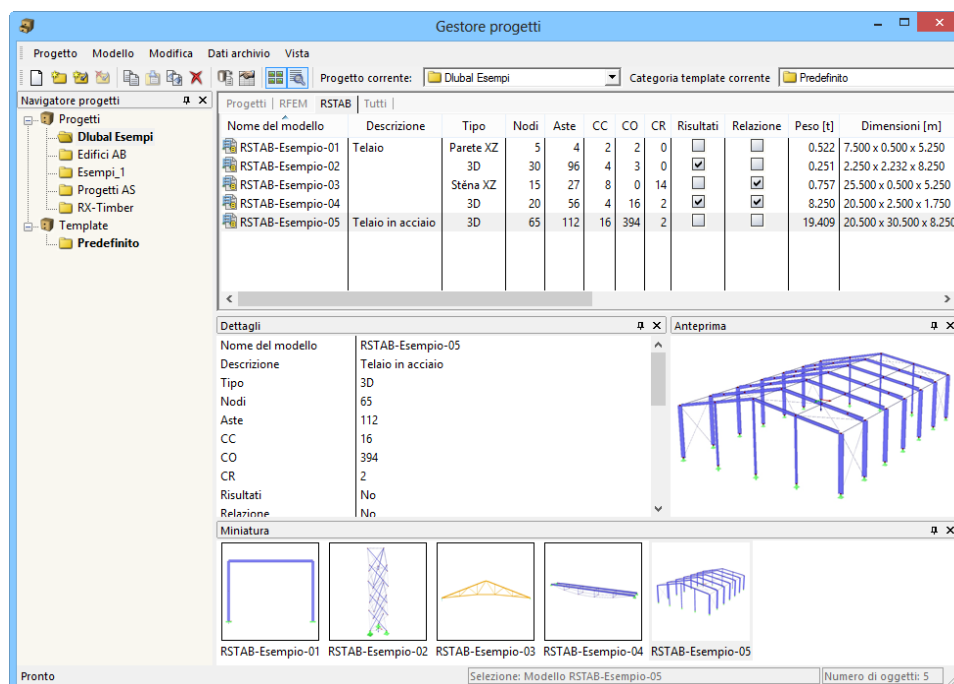 Gestore progetti
Progetto Modello Modifica Dati archivio Vista
Progetto corrente: Dlubal Esempi Categoria template corrente Predefinito
Navigatore progetti
Progetti
Dlubal Esempi
Edifici AB
Esempi_1
Progetti AS
RX-Timber
Template
Predefinito
Progetti RFEM RSTAB Tutti
Nome del modello Descrizione Tipo Nodi Aste CC CO CR Risultati Relazione Peso [t] Dimensioni [m]
RSTAB-Esempio-01 Telaio Parete XZ 5 4 2 2 0 0.522 7.500 x 0.500 x 5.250
RSTAB-Esempio-02 3D 30 96 4 3 0 0.251 2.250 x 2.232 x 8.250
RSTAB-Esempio-03 Sténa XZ 15 27 8 0 14 0.757 25.500 x 0.500 x 5.250
RSTAB-Esempio-04 3D 20 56 4 16 2 8.250 20.500 x 2.500 x 1.750
RSTAB-Esempio-05 Telaio in acciaio 3D 65 112 16 394 2 19.409 20.500 x 30.500 x 8.250
Dettagli
Nome del modello RSTAB-Esempio-05
Descrizione Telaio in acciaio
Tipo 3D
Nodi 65
Aste 112
CC 16
CO 394
CR 2
Risultati No
Relazione No
Anteprima
Miniatura
RSTAB-Esempio-01 RSTAB-Esempio-02 RSTAB-Esempio-03 RSTAB-Esempio-04 RSTAB-Esempio-05
Pronto Selezione: Modello RSTAB-Esempio-05 Numero di oggetti: 5